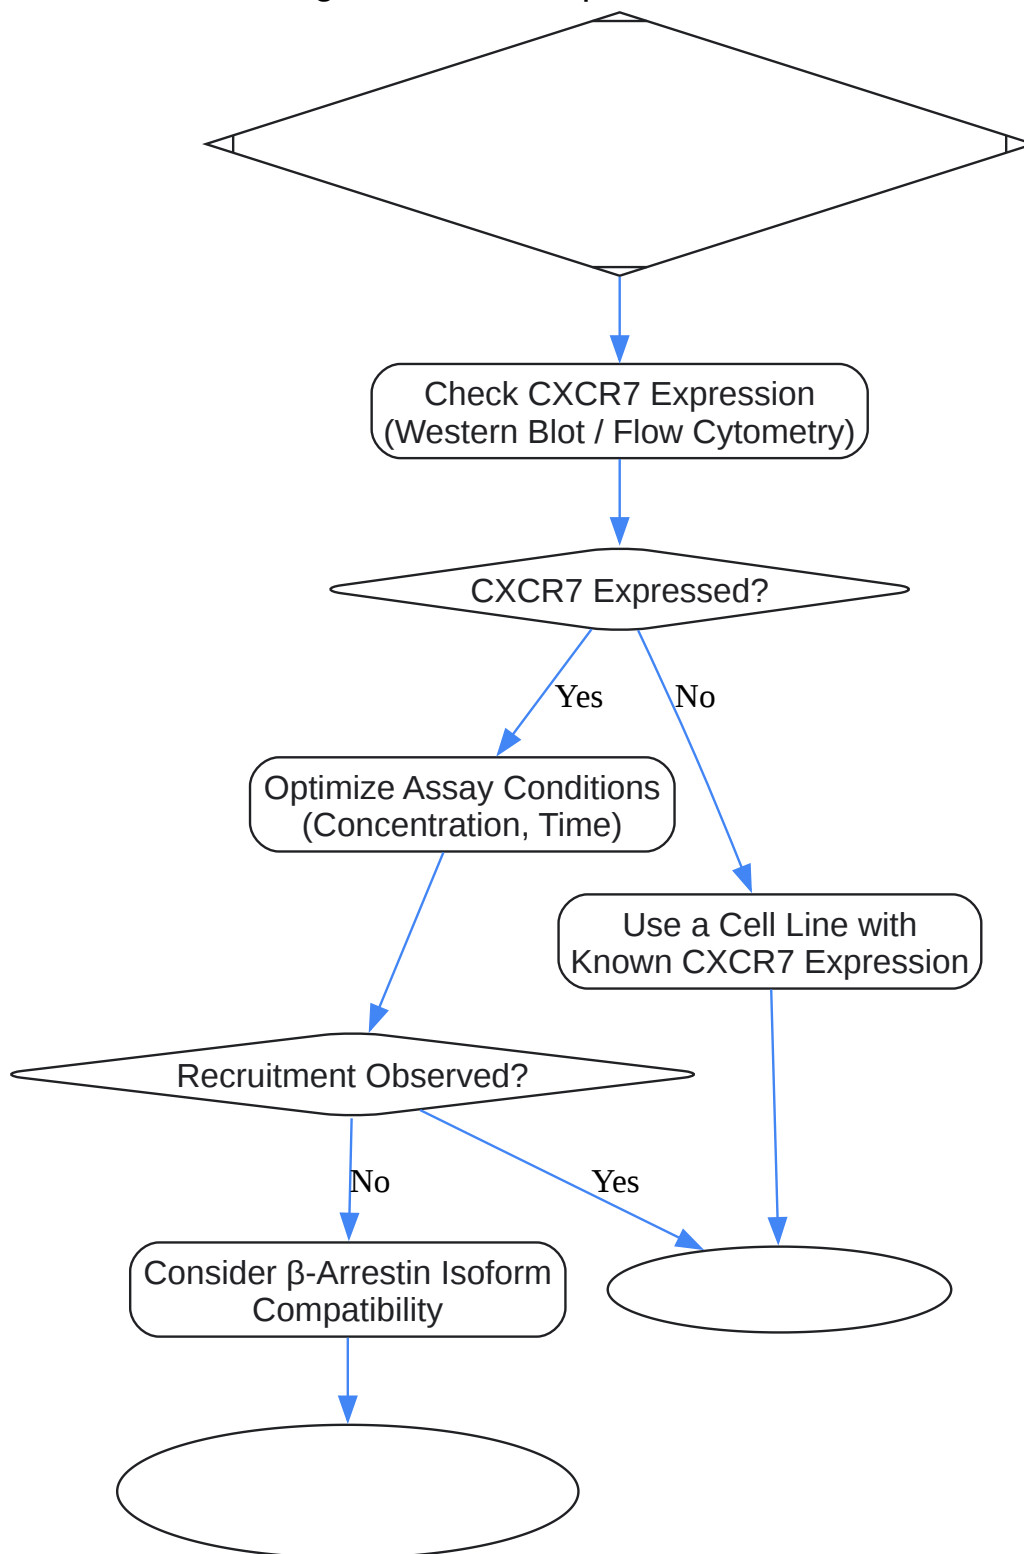 Check CXCR7 Expression
(Western Blot / Flow Cytometry)
CXCR7 Expressed?
Yes
No
Optimize Assay Conditions
(Concentration, Time)
Use a Cell Line with
Known CXCR7 Expression
Recruitment Observed?
No
Yes
Consider β-Arrestin Isoform
Compatibility